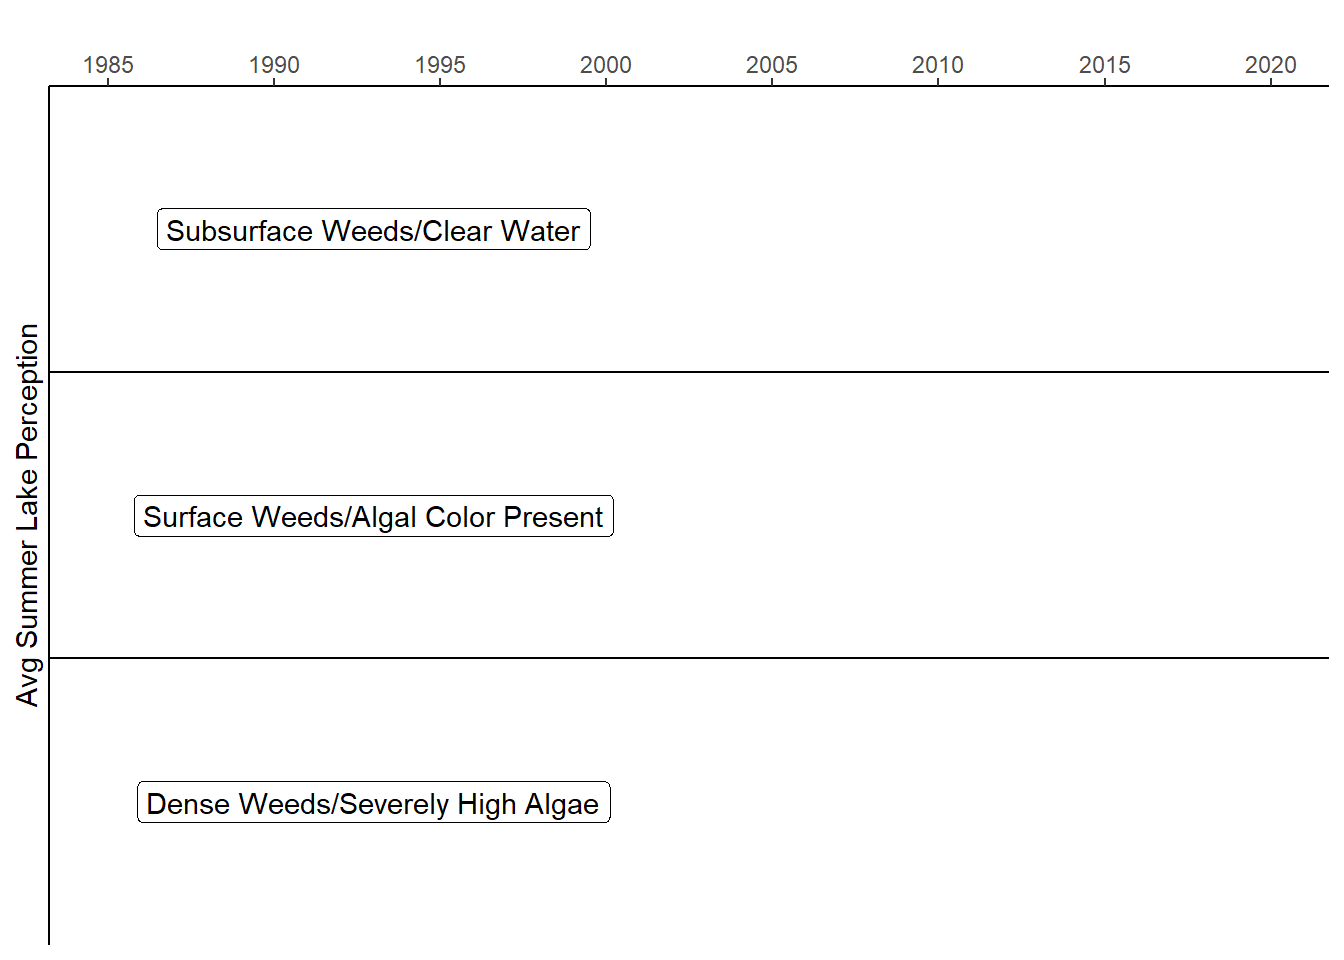 1985 1990 1995 2000 2005 2010 2015 2020
Subsurface Weeds/Clear Water
Avg Summer Lake Perception
Surface Weeds/Algal Color Present
Dense Weeds/Severely High Algae